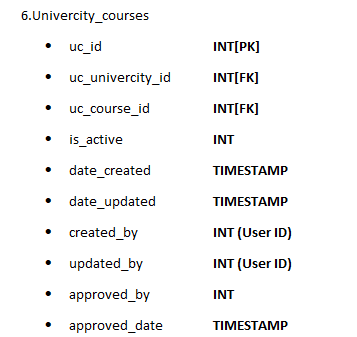 6.Univercity_courses
• uc_id INT[PK]
• uc_univercity_id INT[FK]
• uc_course_id INT[FK]
• is_active INT
• date_created TIMESTAMP
• date_updated TIMESTAMP
• created_by INT (User ID)
• updated_by INT (User ID)
• approved_by INT
• approved_date TIMESTAMP